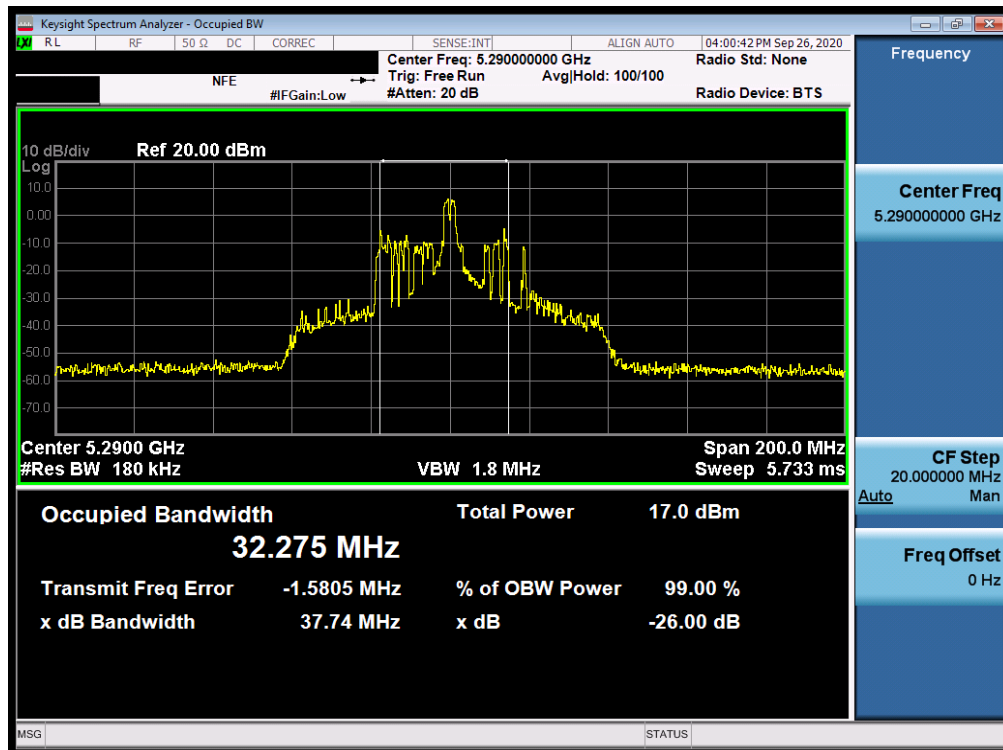 Keysight Spectrum Analyzer - Occupied BW
LXI RL RF 50 Ω DC CORREC SENSE:INT ALIGN AUTO 04:00:42 PM Sep 26, 2020
Center Freq: 5.290000000 GHz Radio Std: None
NFE Trig: Free Run Avg|Hold: 100/100
#IFGain:Low #Atten: 20 dB Radio Device: BTS
10 dB/div Ref 20.00 dBm
Log
10.0
0.00
-10.0
-20.0
-30.0
-40.0
-50.0
-60.0
-70.0
Center 5.2900 GHz Span 200.0 MHz
#Res BW 180 kHz VBW 1.8 MHz Sweep 5.733 ms
Occupied Bandwidth Total Power 17.0 dBm
32.275 MHz
Transmit Freq Error -1.5805 MHz % of OBW Power 99.00 %
x dB Bandwidth 37.74 MHz x dB -26.00 dB
MSG STATUS
Frequency
Center Freq
5.290000000 GHz
CF Step
20.000000 MHz
Auto Man
Freq Offset
0 Hz